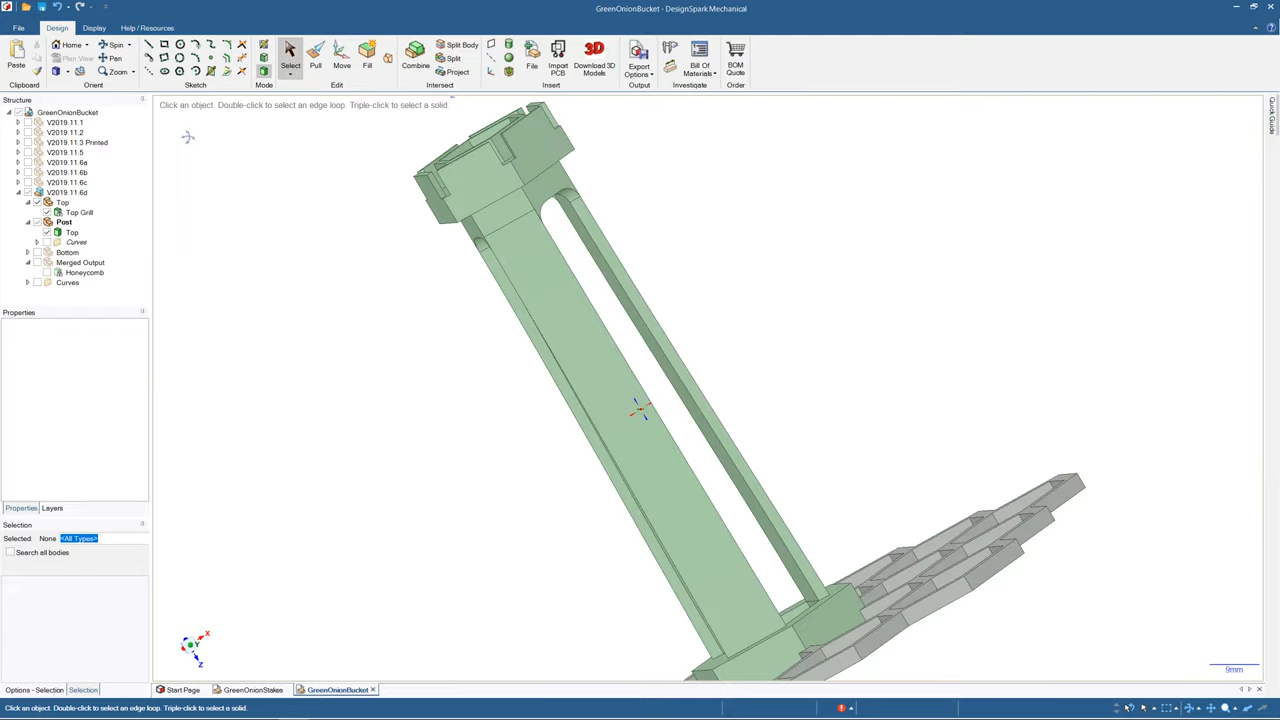 GreenOnionBucket - DesignSpark Mechanical
File
Design
Display
Help / Resources
Paste
Clipboard
Home
Plan View
Spin
Pan
Zoom
Orient
Sketch
Mode
Select
Pull
Move
Fill
Edit
Combine
Split Body
Split
Project
Intersect
File
Import PCB
3D
Download 3D Models
Insert
Export Options
Output
Bill Of Materials
Investigate
BOM Quote
Order
Structure
GreenOnionBucket
V2019.11.1
V2019.11.2
V2019.11.3 Printed
V2019.11.5
V2019.11.6a
V2019.11.6b
V2019.11.6c
V2019.11.6d
Top
Top Grill
Post
Top
Curves
Bottom
Merged Output
Honeycomb
Curves
Properties
Properties
Layers
Selection
Selected: None <All Types>
Search all bodies
Options - Selection
Selection
Click an object. Double-click to select an edge loop. Triple-click to select a solid.
Quick Guide
X
Y
Z
9mm
Start Page
GreenOnionStakes
GreenOnionBucket
Click an object. Double-click to select an edge loop. Triple-click to select a solid.